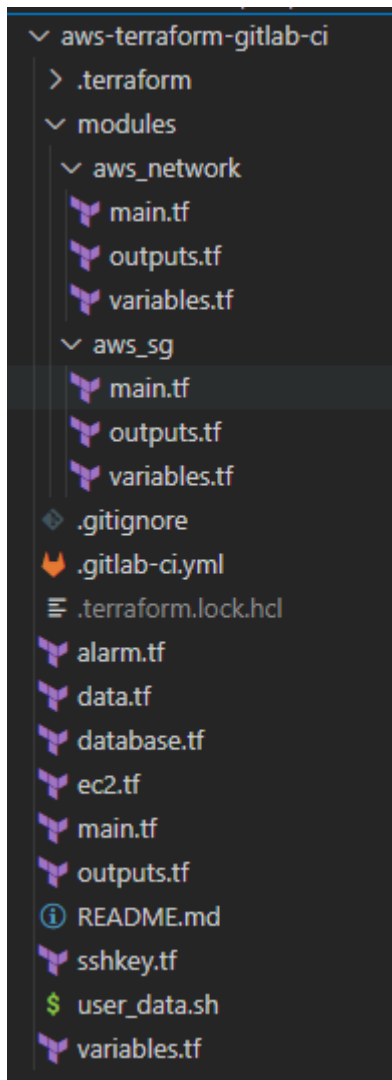 aws-terraform-gitlab-ci
.terraform
modules
aws_network
main.tf
outputs.tf
variables.tf
aws_sg
main.tf
outputs.tf
variables.tf
.gitignore
.gitlab-ci.yml
.terraform.lock.hcl
alarm.tf
data.tf
database.tf
ec2.tf
main.tf
outputs.tf
README.md
sshkey.tf
$ user_data.sh
variables.tf